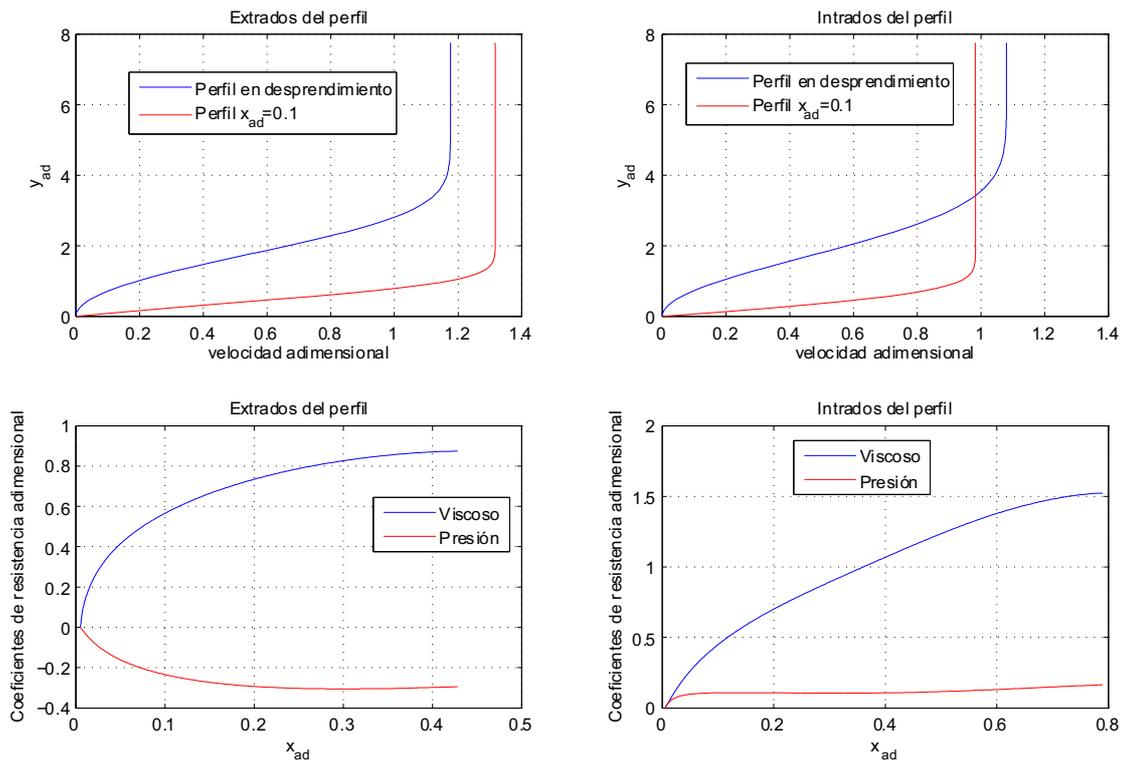 Extrados del perfil
8
6
4
2
0
y_ad
Perfil en desprendimiento
Perfil x_ad=0.1
0 0.2 0.4 0.6 0.8 1 1.2 1.4
velocidad adimensional
Intrados del perfil
8
6
4
2
0
y_ad
Perfil en desprendimiento
Perfil x_ad=0.1
0 0.2 0.4 0.6 0.8 1 1.2 1.4
velocidad adimensional
Extrados del perfil
1
0.8
0.6
0.4
0.2
0
−0.2
−0.4
Coeficientes de resistencia adimensional
Viscoso
Presión
0 0.1 0.2 0.3 0.4 0.5
x_ad
Intrados del perfil
2
1.5
1
0.5
0
Coeficientes de resistencia adimensional
Viscoso
Presión
0 0.2 0.4 0.6 0.8
x_ad